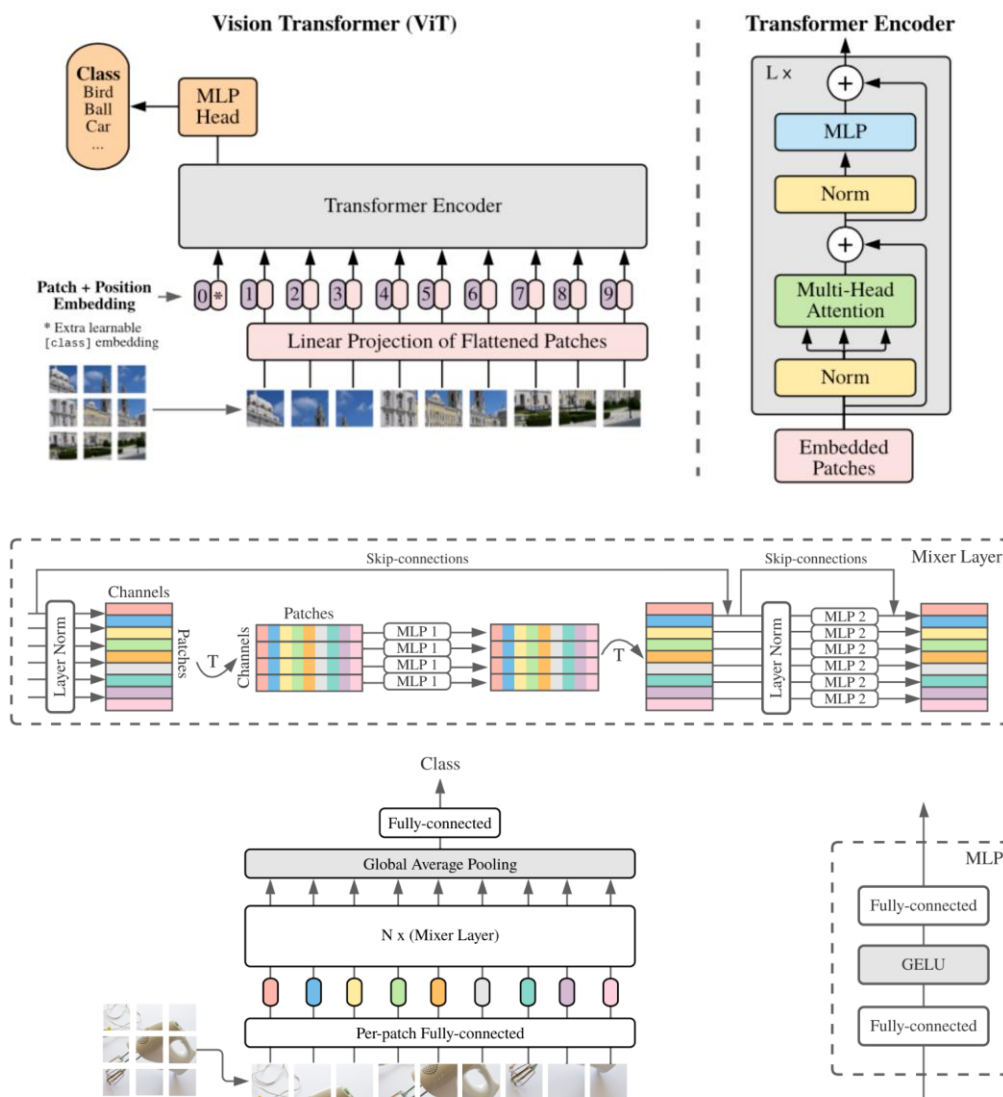 Vision Transformer (ViT)
Class
Bird
Ball
Car
...
MLP
Head
Transformer Encoder
Patch + Position
Embedding
* Extra learnable
[class] embedding
0 * 1 2 3 4 5 6 7 8 9
Linear Projection of Flattened Patches
Transformer Encoder
L ×
+
MLP
Norm
+
Multi-Head
Attention
Norm
Embedded
Patches
Skip-connections
Skip-connections
Mixer Layer
Layer Norm
Channels
Patches
T
Patches
Channels
MLP 1
MLP 1
MLP 1
MLP 1
T
Layer Norm
MLP 2
MLP 2
MLP 2
MLP 2
MLP 2
MLP 2
Class
Fully-connected
Global Average Pooling
N x (Mixer Layer)
Per-patch Fully-connected
MLP
Fully-connected
GELU
Fully-connected